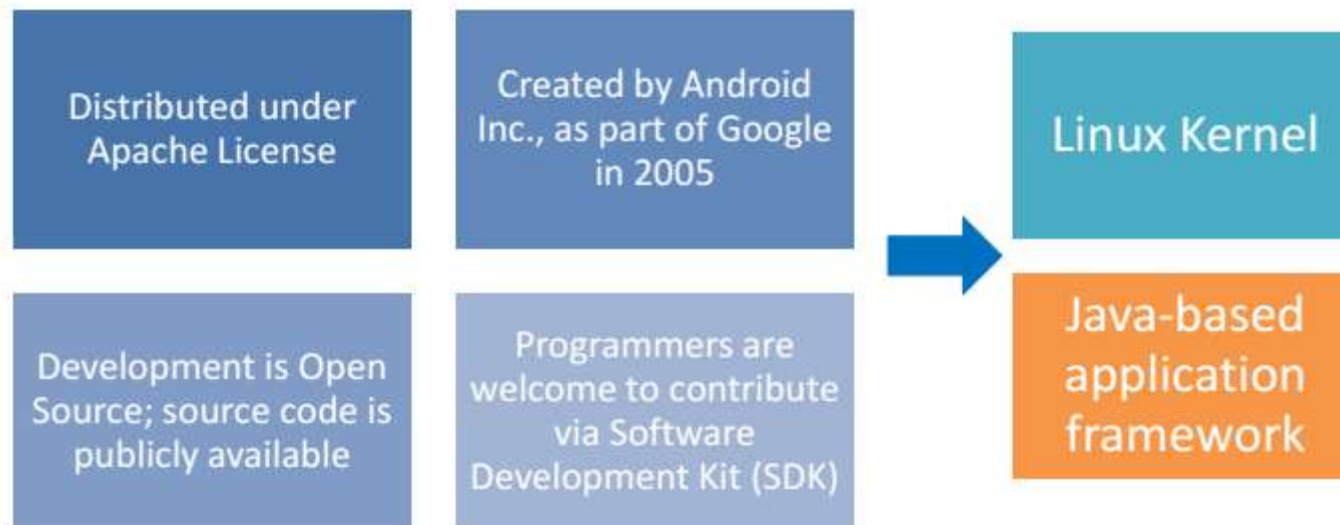 Distributed under
Apache License
Created by Android
Inc., as part of Google
in 2005
Development is Open
Source; source code is
publicly available
Programmers are
welcome to contribute
via Software
Development Kit (SDK)
Linux Kernel
Java-based
application
framework